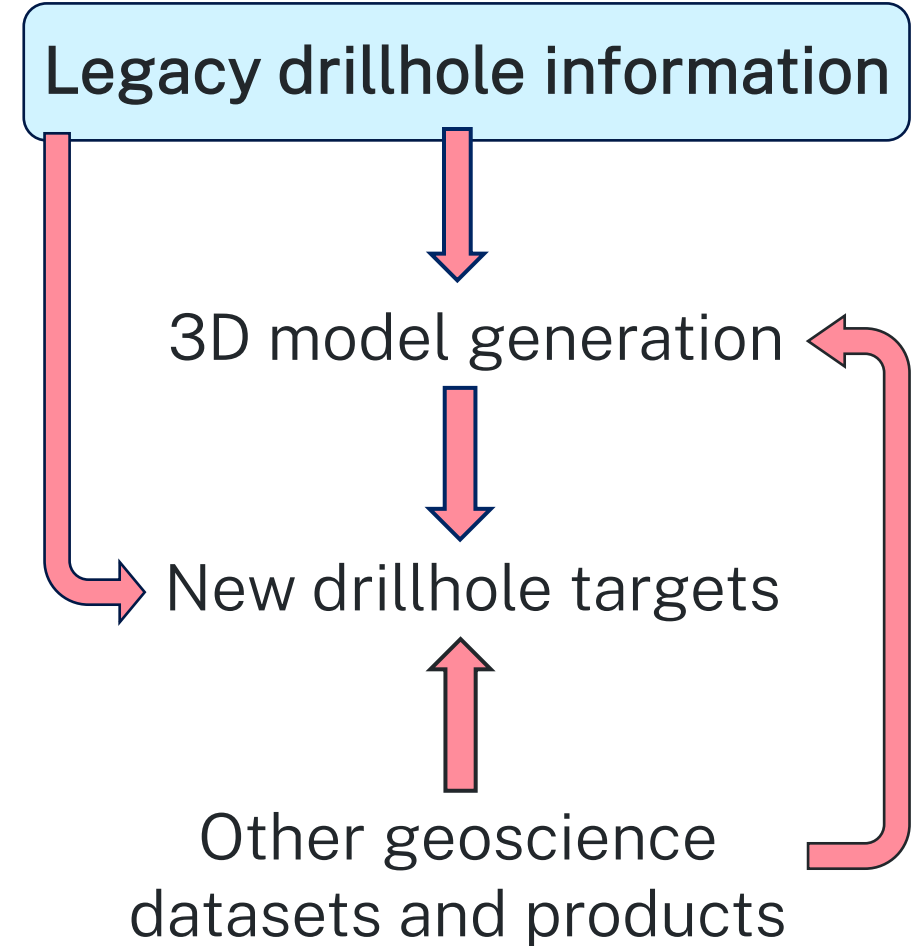 Legacy drillhole information
3D model generation
New drillhole targets
Other geoscience
datasets and products